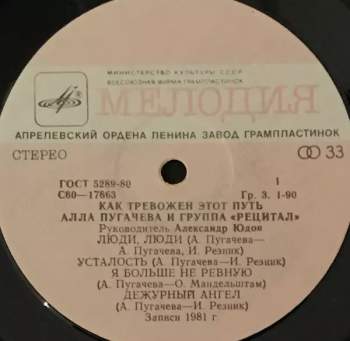 МИНИСТЕРСТВО КУЛЬТУРЫ СССР
ВСЕСОЮЗНАЯ ФИРМА ГРАМПЛАСТИНОК
МЕЛОДИЯ
АПРЕЛЕВСКИЙ ОРДЕНА ЛЕНИНА ЗАВОД ГРАМПЛАСТИНОК
СТЕРЕО 33
ГОСТ 5289-80 1
С60—17663 Гр. 3. 1-90
КАК ТРЕВОЖЕН ЭТОТ ПУТЬ
АЛЛА ПУГАЧЕВА И ГРУППА «РЕЦИТАЛ»
Руководитель Александр Юдов
ЛЮДИ, ЛЮДИ (А. Пугачева—
А. Пугачева, И. Резник)
УСТАЛОСТЬ (А. Пугачева—И. Резник)
Я БОЛЬШЕ НЕ РЕВНУЮ
(А. Пугачева—О. Мандельштам)
ДЕЖУРНЫЙ АНГЕЛ
(А. Пугачева—И. Резник)
Записи 1981 г.